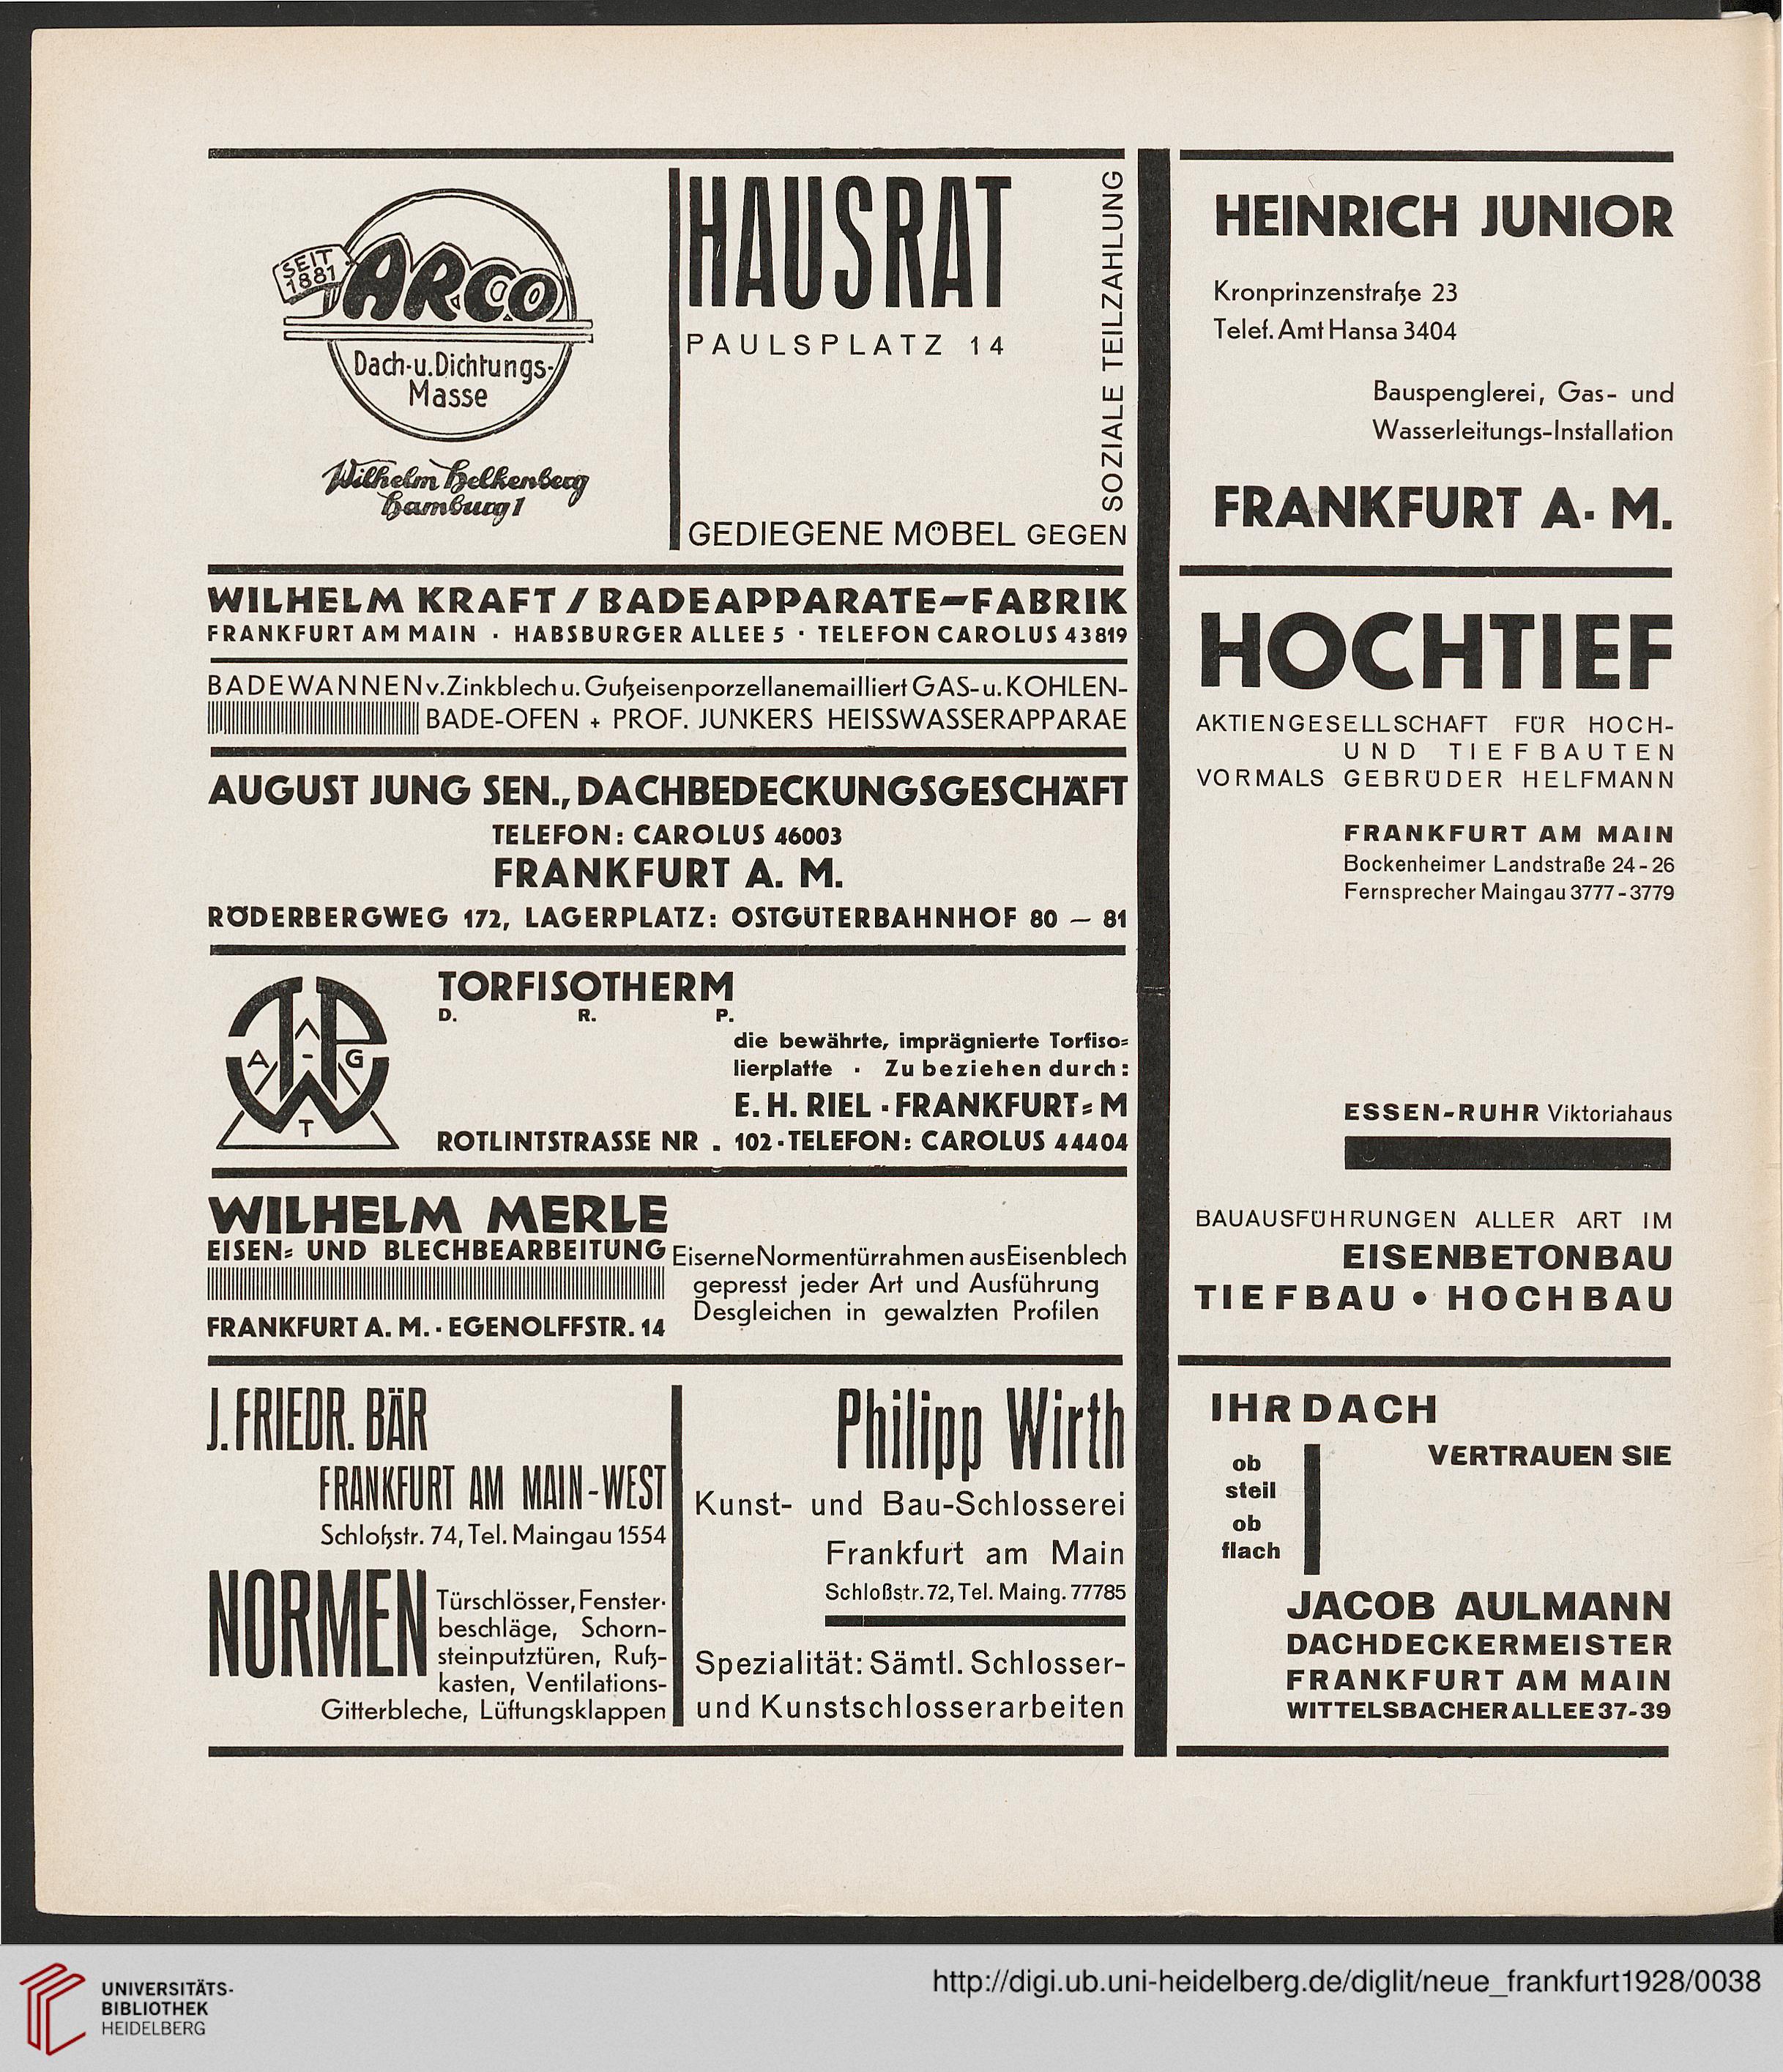 SEIT
1881
ARCO
Dach-u.Dichtungs-
Masse
Wilhelm Helkenberg
Hamburg 1
HAUSRAT
PAULSPLATZ 14
GEDIEGENE MÖBEL GEGEN
SOZIALE TEILZAHLUNG
WILHELM KRAFT / BADEAPPARATE-FABRIK
FRANKFURT AM MAIN · HABSBURGER ALLEE 5 · TELEFON CAROLUS 43819
BADEWANNEN v. Zinkblech u. Gußeisenporzellanemailliert GAS- u. KOHLEN-
BADE-OFEN + PROF. JUNKERS HEISSWASSERAPPARAE
AUGUST JUNG SEN., DACHBEDECKUNGSGESCHÄFT
TELEFON: CAROLUS 46003
FRANKFURT A. M.
RÖDERBERGWEG 172, LAGERPLATZ: OSTGÜTERBAHNHOF 80 — 81
TORFISOTHERM
D. R. P.
A - G
T
die bewährte, imprägnierte Torfiso=
lierplatte · Zu beziehen durch:
E. H. RIEL · FRANKFURT=M
ROTLINTSTRASSE NR . 102 · TELEFON: CAROLUS 44404
WILHELM MERLE
EISEN= UND BLECHBEARBEITUNG
FRANKFURT A. M. · EGENOLFFSTR. 14
Eiserne Normentürrahmen aus Eisenblech
gepresst jeder Art und Ausführung
Desgleichen in gewalzten Profilen
J. FRIEDR. BÄR
FRANKFURT AM MAIN-WEST
Schloßstr. 74, Tel. Maingau 1554
NORMEN
Türschlösser, Fenster-
beschläge, Schorn-
steinputztüren, Ruß-
kasten, Ventilations-
Gitterbleche, Lüftungsklappen
Philipp Wirth
Kunst- und Bau-Schlosserei
Frankfurt am Main
Schloßstr. 72, Tel. Maing. 77785
Spezialität: Sämtl. Schlosser-
und Kunstschlosserarbeiten
HEINRICH JUNIOR
Kronprinzenstraße 23
Telef. Amt Hansa 3404
Bauspenglerei, Gas- und
Wasserleitungs-Installation
FRANKFURT A. M.
HOCHTIEF
AKTIENGESELLSCHAFT FÜR HOCH-
UND TIEFBAUTEN
VORMALS GEBRÜDER HELFMANN
FRANKFURT AM MAIN
Bockenheimer Landstraße 24-26
Fernsprecher Maingau 3777-3779
ESSEN-RUHR Viktoriahaus
BAUAUSFÜHRUNGEN ALLER ART IM
EISENBETONBAU
TIEFBAU • HOCHBAU
IHR DACH
VERTRAUEN SIE
ob
steil
ob
flach
JACOB AULMANN
DACHDECKERMEISTER
FRANKFURT AM MAIN
WITTELSBACHER ALLEE 37-39
UNIVERSITÄTS-
BIBLIOTHEK
HEIDELBERG
http://digi.ub.uni-heidelberg.de/diglit/neue_frankfurt1928/0038